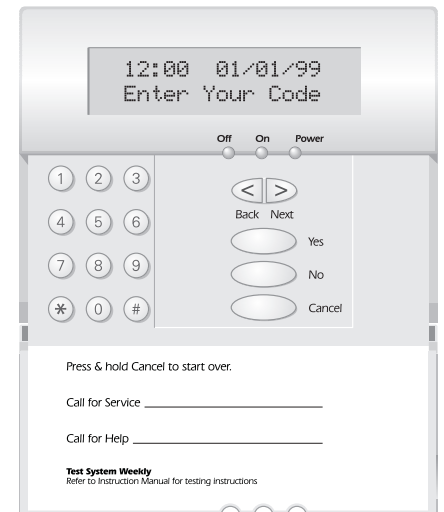 12:00 01/01/99
Enter Your Code
Off On Power
1 2 3
< >
Back Next
4 5 6
Yes
7 8 9
No
* 0 #
Cancel
Press & hold Cancel to start over.
Call for Service
Call for Help
Test System Weekly
Refer to Instruction Manual for testing instructions